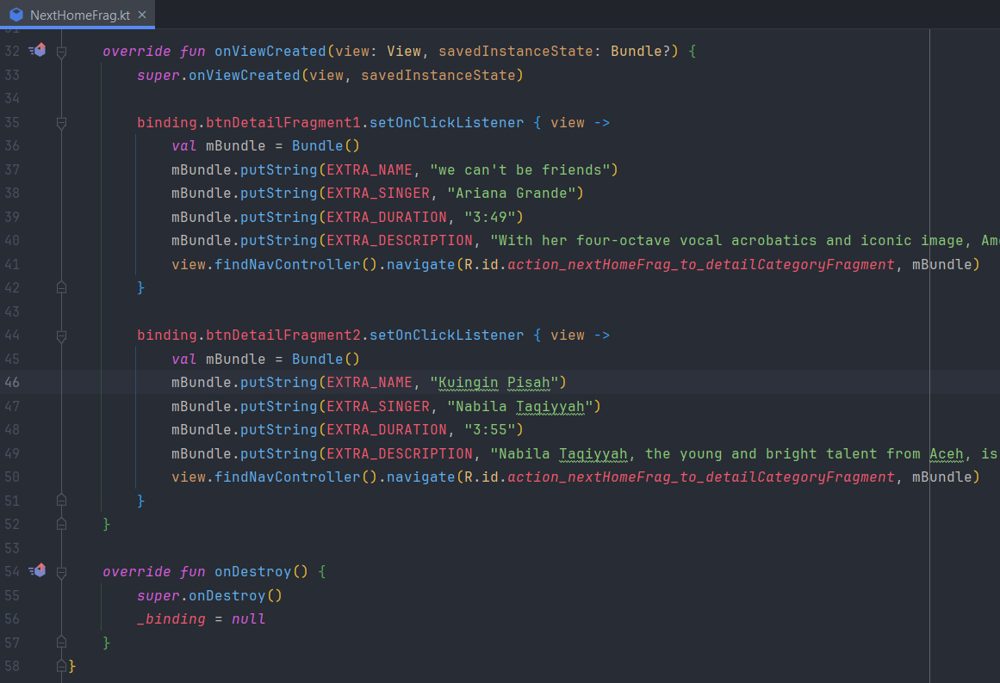 NextHomeFrag.kt
31
32 override fun onViewCreated(view: View, savedInstanceState: Bundle?) {
33 super.onViewCreated(view, savedInstanceState)
34
35 binding.btnDetailFragment1.setOnClickListener { view ->
36 val mBundle = Bundle()
37 mBundle.putString(EXTRA_NAME, "we can't be friends")
38 mBundle.putString(EXTRA_SINGER, "Ariana Grande")
39 mBundle.putString(EXTRA_DURATION, "3:49")
40 mBundle.putString(EXTRA_DESCRIPTION, "With her four-octave vocal acrobatics and iconic image, Ame
41 view.findNavController().navigate(R.id.action_nextHomeFrag_to_detailCategoryFragment, mBundle)
42 }
43
44 binding.btnDetailFragment2.setOnClickListener { view ->
45 val mBundle = Bundle()
46 mBundle.putString(EXTRA_NAME, "Kuingin Pisah")
47 mBundle.putString(EXTRA_SINGER, "Nabila Taqiyyah")
48 mBundle.putString(EXTRA_DURATION, "3:55")
49 mBundle.putString(EXTRA_DESCRIPTION, "Nabila Taqiyyah, the young and bright talent from Aceh, is
50 view.findNavController().navigate(R.id.action_nextHomeFrag_to_detailCategoryFragment, mBundle)
51 }
52 }
53
54 override fun onDestroy() {
55 super.onDestroy()
56 _binding = null
57 }
58 }